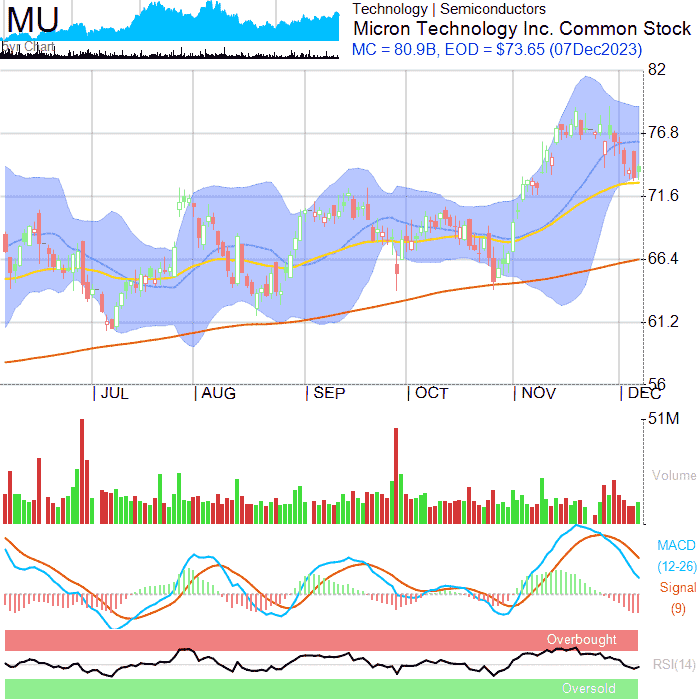 MU
Technology | Semiconductors
Micron Technology Inc. Common Stock
MC = 80.9B, EOD = $73.65 (07Dec2023)
Chart
82
76.8
71.6
66.4
61.2
56
| JUL | AUG | SEP | OCT | NOV | DEC
51M
Volume
MACD
(12-26)
Signal
(9)
Overbought
RSI(14)
Oversold